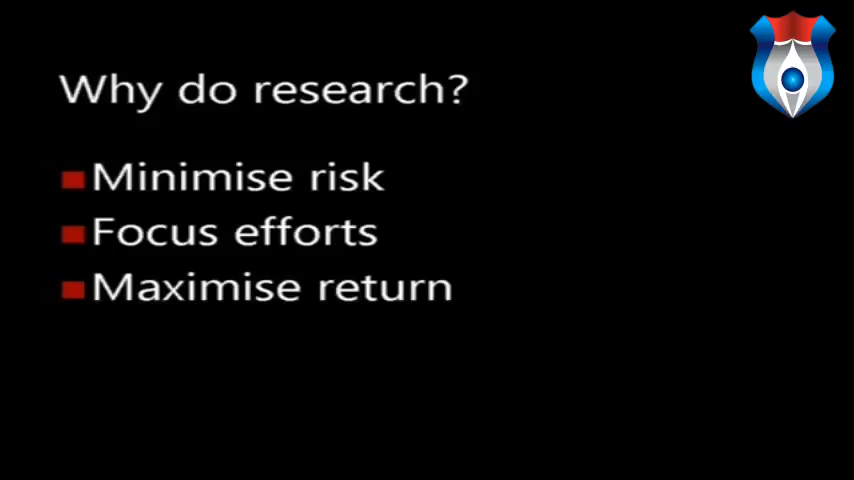 Why do research?
Minimise risk
Focus efforts
Maximise return